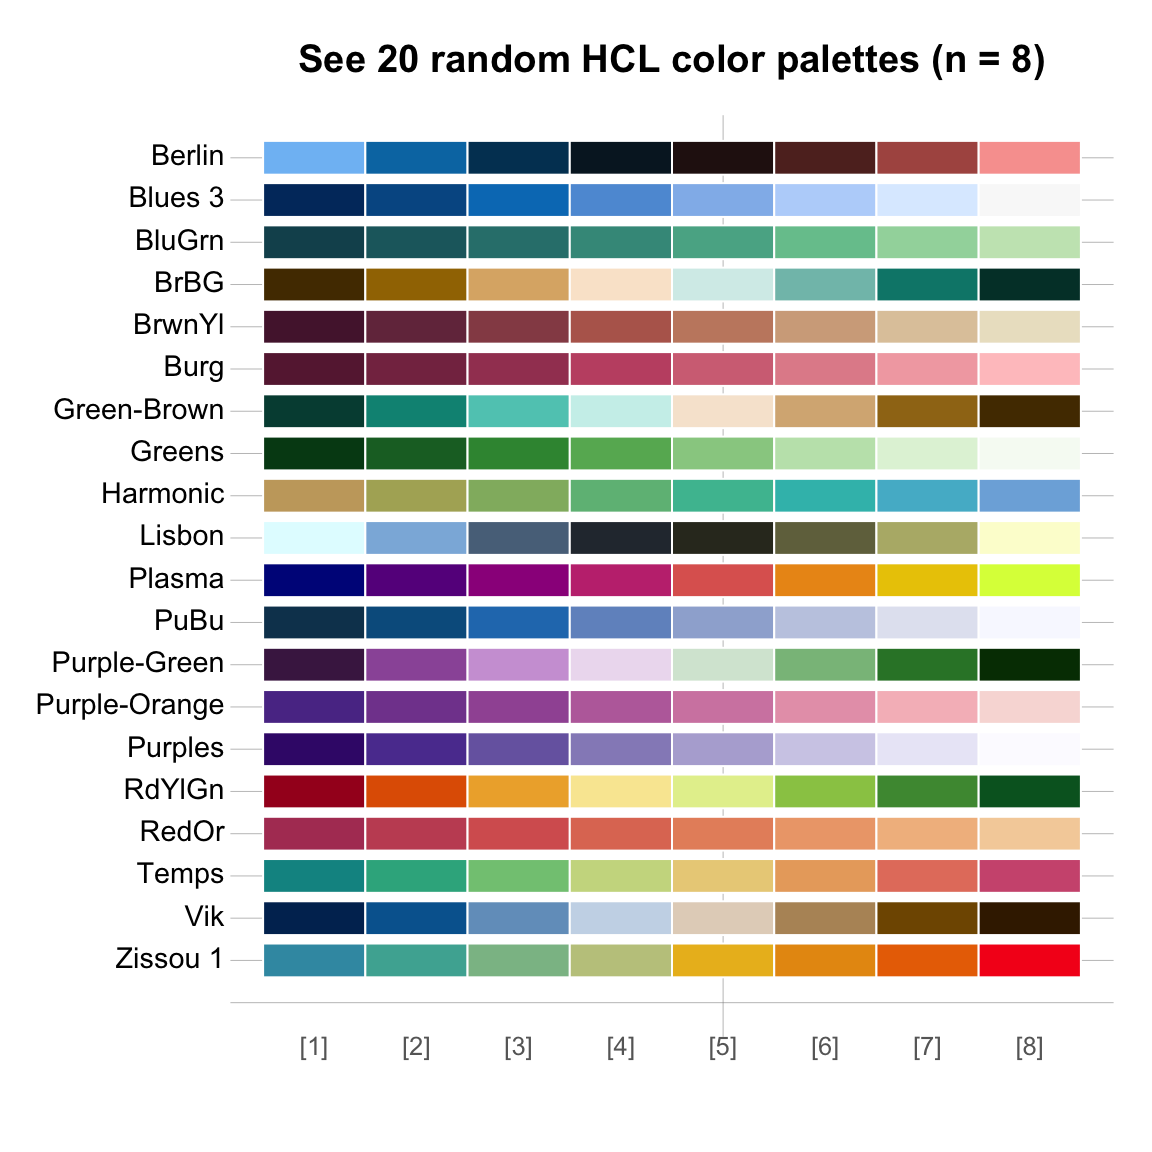 See 20 random HCL color palettes (n = 8)
Berlin
Blues 3
BluGrn
BrBG
BrwnYl
Burg
Green-Brown
Greens
Harmonic
Lisbon
Plasma
PuBu
Purple-Green
Purple-Orange
Purples
RdYlGn
RedOr
Temps
Vik
Zissou 1
[1] [2] [3] [4] [5] [6] [7] [8]